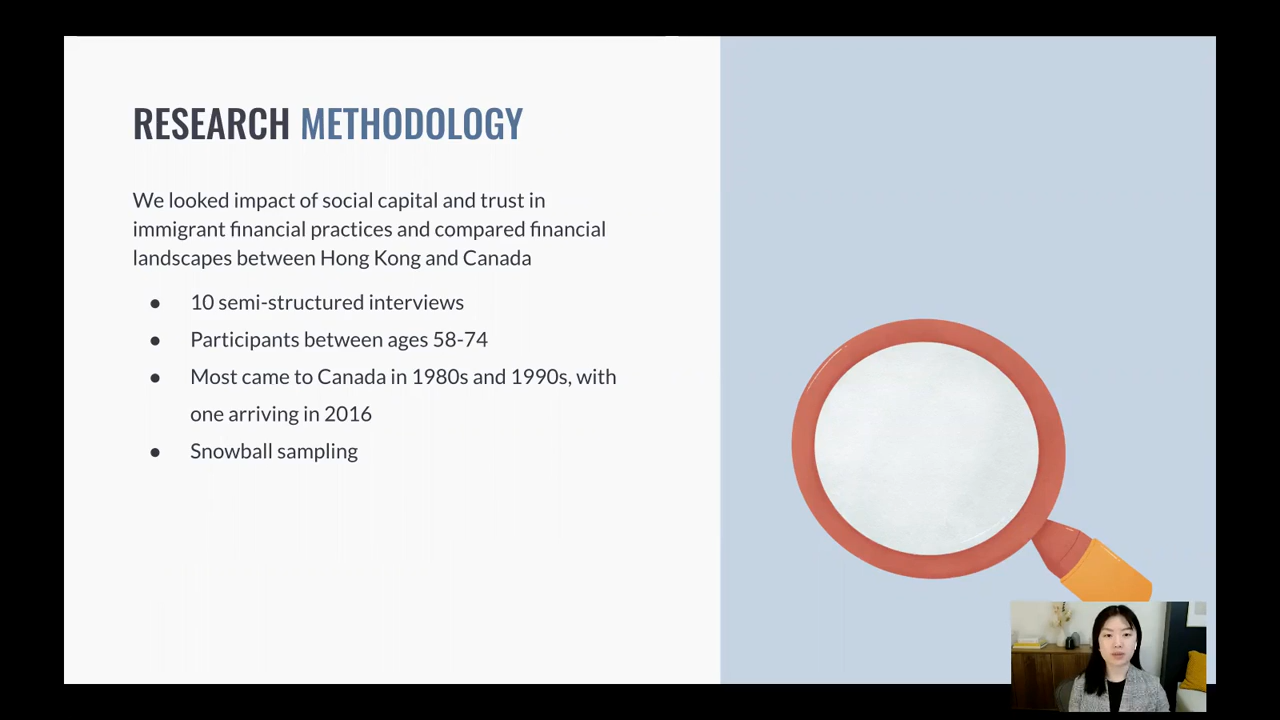 RESEARCH METHODOLOGY
We looked impact of social capital and trust in
immigrant financial practices and compared financial
landscapes between Hong Kong and Canada
● 10 semi-structured interviews
● Participants between ages 58-74
● Most came to Canada in 1980s and 1990s, with
one arriving in 2016
● Snowball sampling